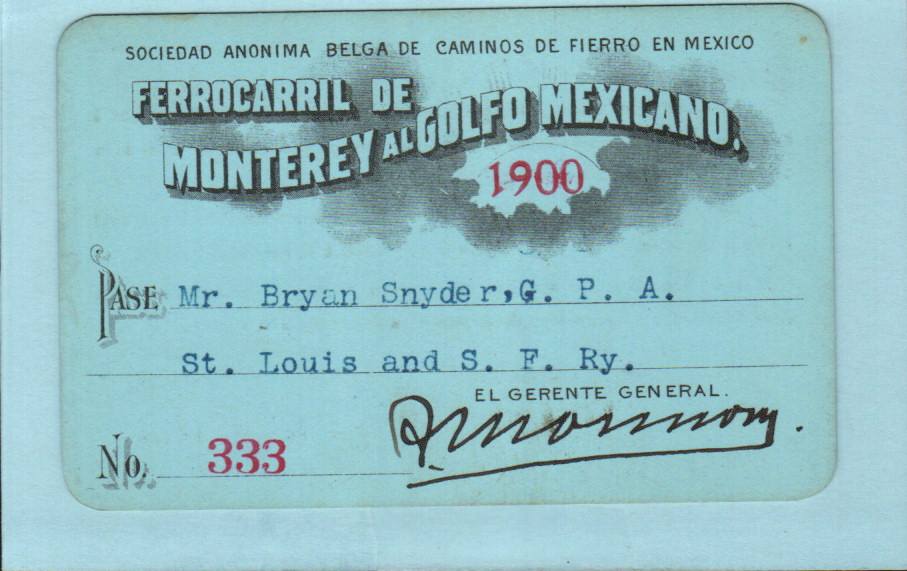 SOCIEDAD ANONIMA BELGA DE CAMINOS DE FIERRO EN MEXICO
FERROCARRIL DE
MONTEREY AL GOLFO MEXICANO.
1900
PASE Mr. Bryan Snyder, G. P. A.
St. Louis and S. F. Ry.
EL GERENTE GENERAL.
No. 333